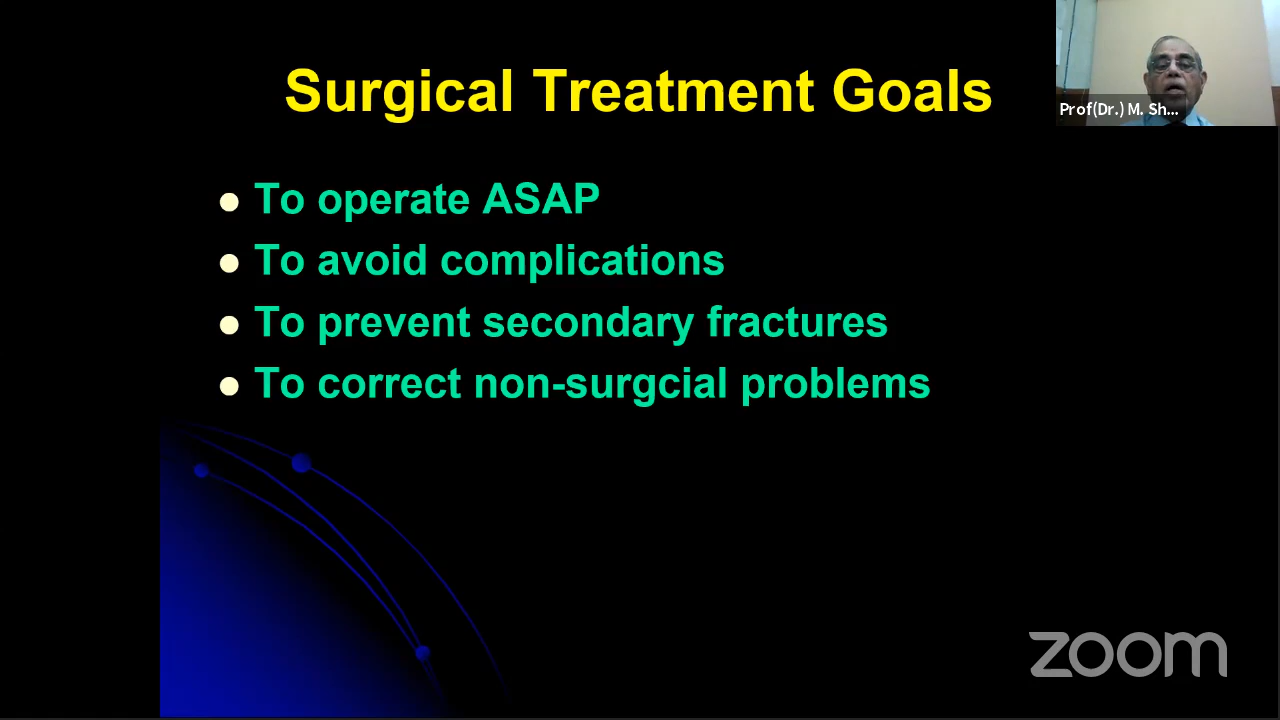 Surgical Treatment Goals
Prof(Dr.) M. Sh...
To operate ASAP
To avoid complications
To prevent secondary fractures
To correct non-surgcial problems
zoom